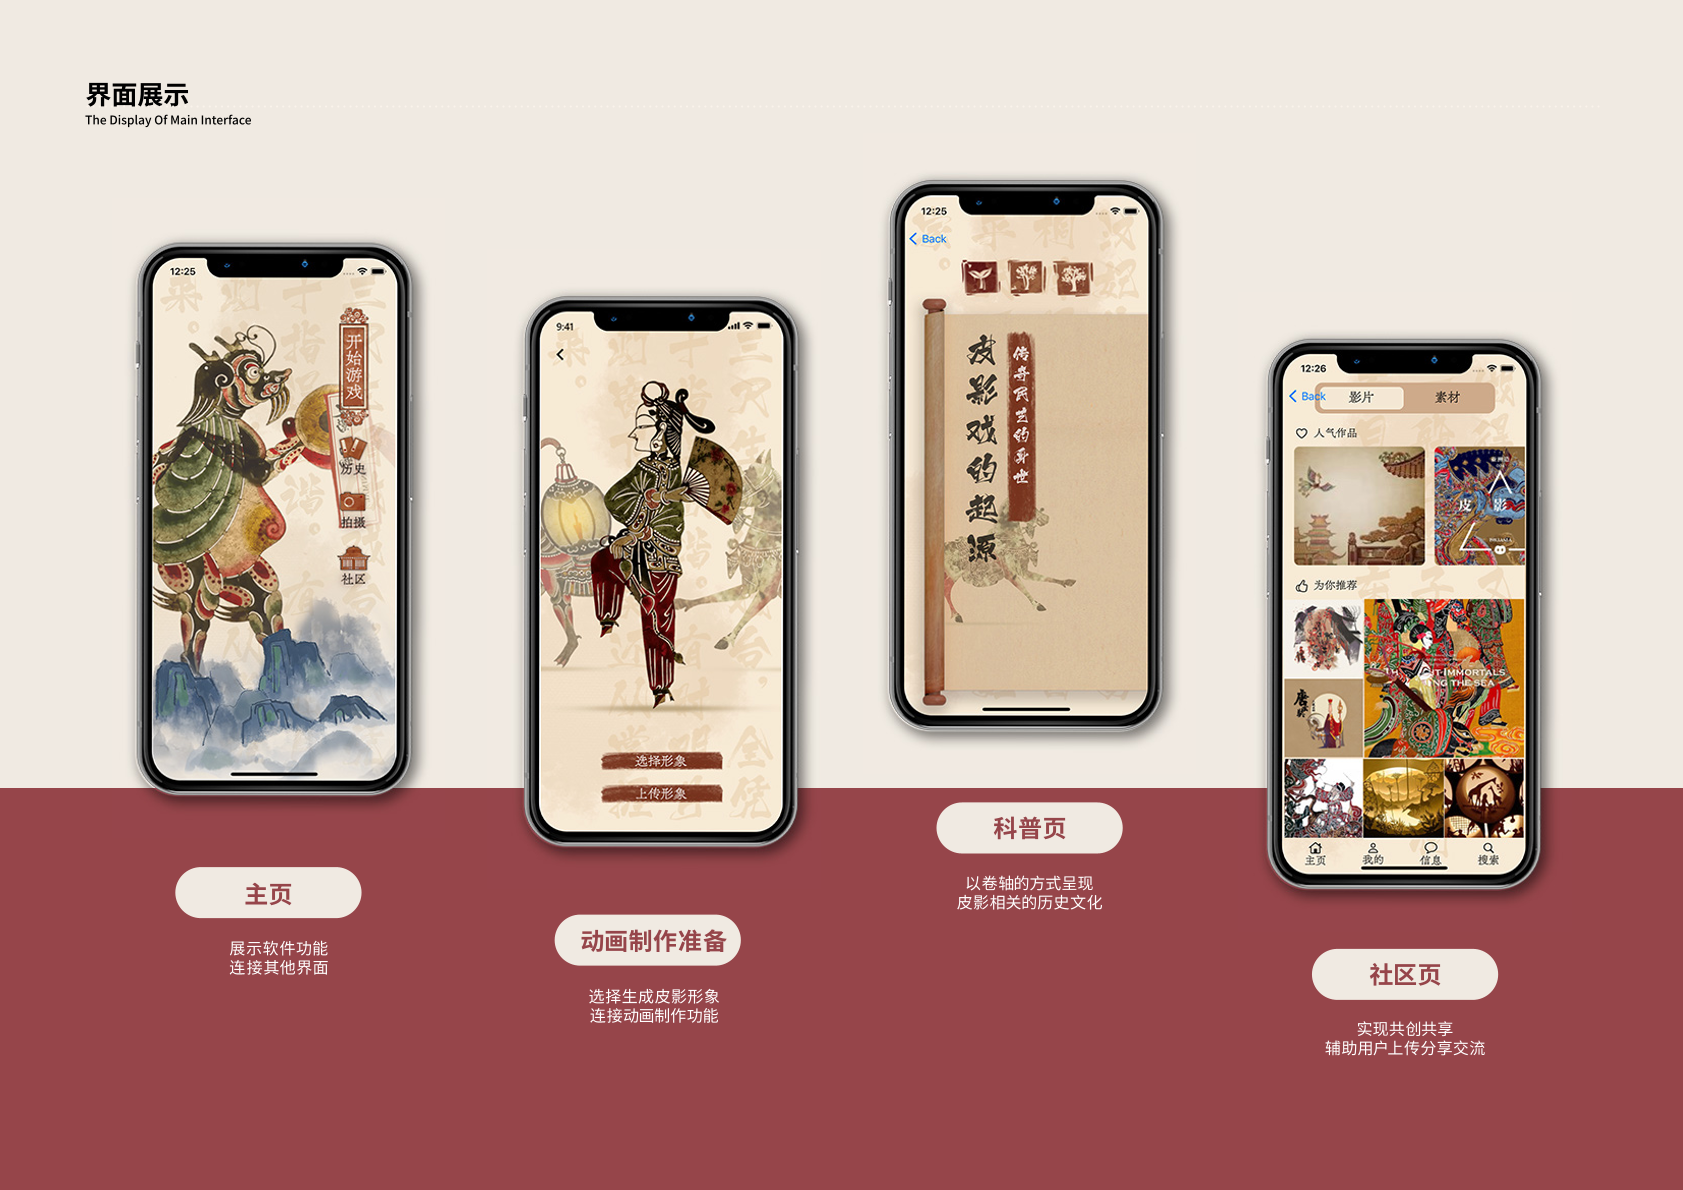 界面展示
The Display Of Main Interface
12:25
开始游戏
历史
拍摄
社区
主页
展示软件功能
连接其他界面
9:41
选择形象
上传形象
动画制作准备
选择生成皮影形象
连接动画制作功能
12:25
Back
皮影戏的起源
传奇民艺的身世
科普页
以卷轴的方式呈现
皮影相关的历史文化
12:26
Back
影片
素材
人气作品
皮 影
为你推荐
IMMORTALS
THE SEA
主页
我的
信息
搜索
社区页
实现共创共享
辅助用户上传分享交流